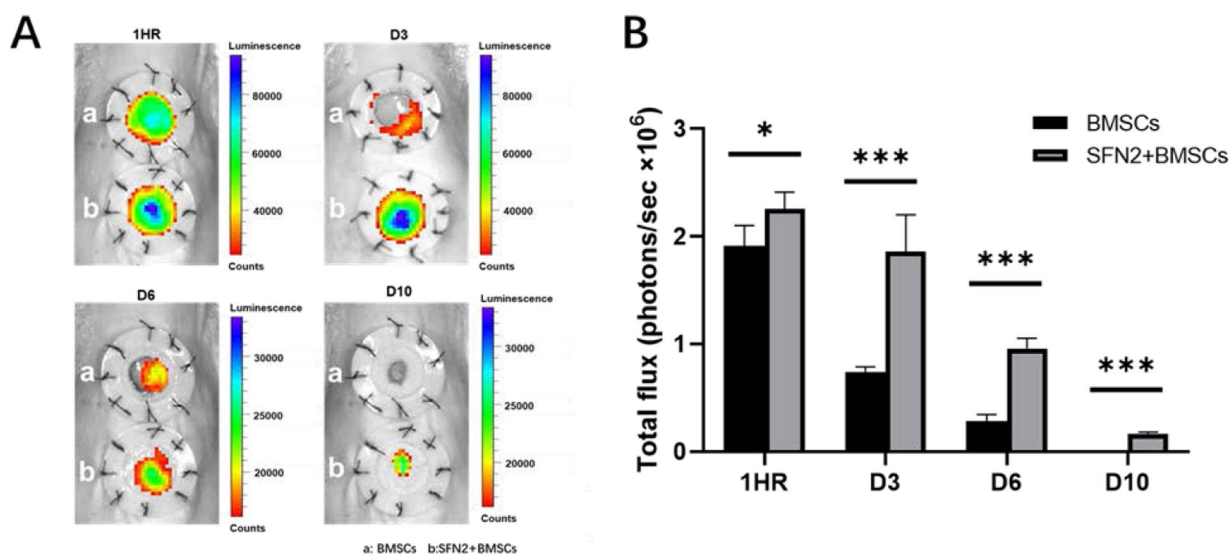 A
1HR
Luminescence
80000
60000
40000
Counts
a
b
D3
Luminescence
80000
60000
40000
Counts
a
b
D6
Luminescence
30000
25000
20000
Counts
a
b
D10
Luminescence
30000
25000
20000
Counts
a
b
a: BMSCs b:SFN2+BMSCs
B
Total flux (photons/sec ×10⁶)
3
2
1
0
*
***
***
***
BMSCs
SFN2+BMSCs
1HR D3 D6 D10